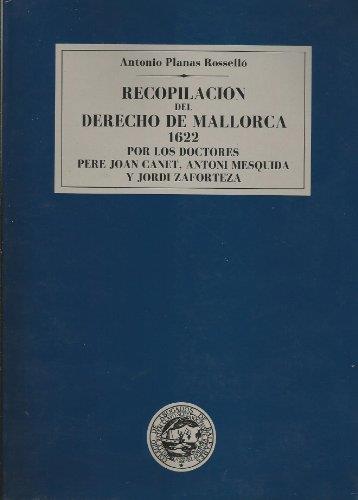 Antonio Planas Rosselló
RECOPILACION
DEL
DERECHO DE MALLORCA
1622
POR LOS DOCTORES
PERE JOAN CANET, ANTONI MESQUIDA
Y JORDI ZAFORTEZA